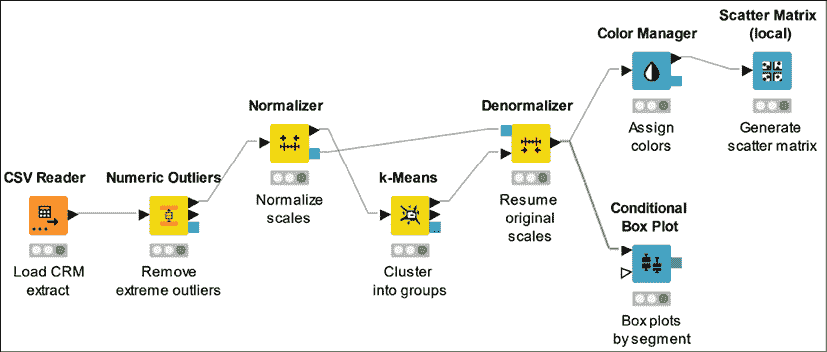 CSV Reader
Load CRM
extract
Numeric Outliers
Remove
extreme outliers
Normalizer
Normalize
scales
k-Means
Cluster
into groups
Denormalizer
Resume
original
scales
Color Manager
Assign
colors
Scatter Matrix
(local)
Generate
scatter matrix
Conditional
Box Plot
Box plots
by segment